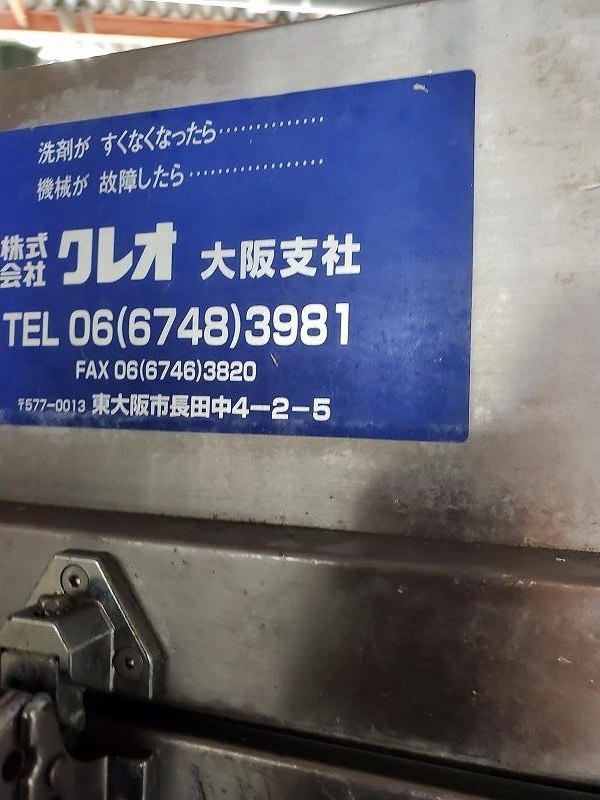 洗剤が すくなくなったら‥‥‥‥‥‥‥
機械が 故障したら‥‥‥‥‥‥‥‥‥
株式会社 クレオ 大阪支社
TEL 06(6748)3981
FAX 06(6746)3820
〒577-0013 東大阪市長田中4-2-5